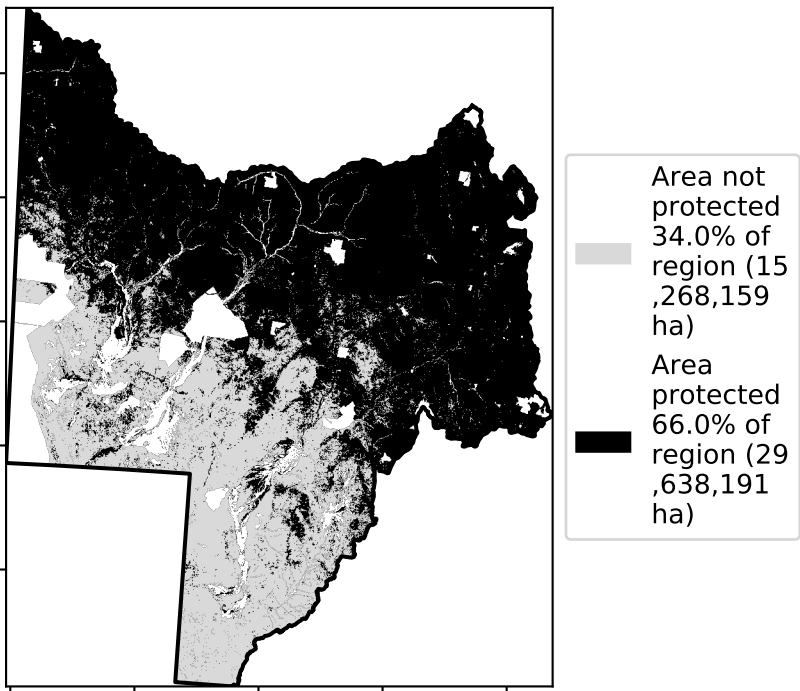 Area not
protected
34.0% of
region (15
,268,159
ha)
Area
protected
66.0% of
region (29
,638,191
ha)